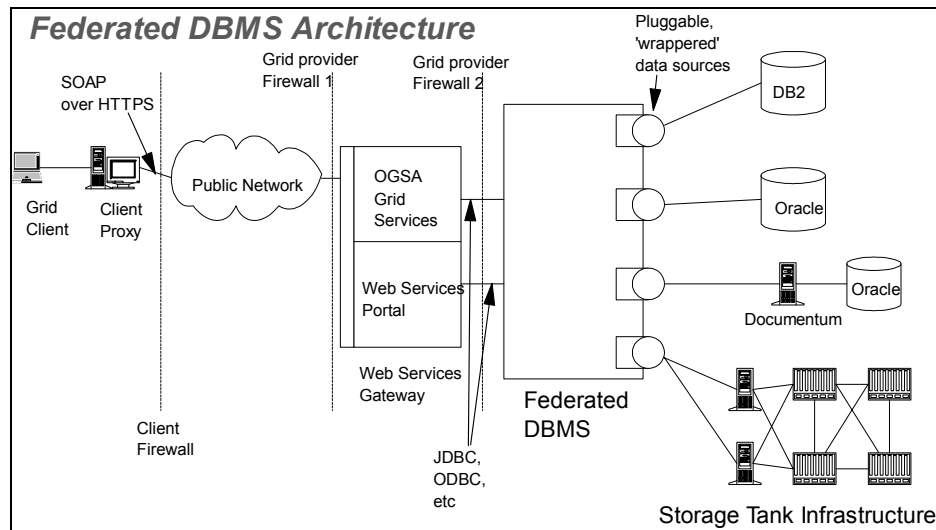 Federated DBMS Architecture
SOAP
over HTTPS
Grid provider
Firewall 1
Grid provider
Firewall 2
Pluggable,
'wrappered'
data sources
DB2
Grid
Client
Client
Proxy
Public Network
OGSA
Grid
Services
Web Services
Portal
Web Services
Gateway
Oracle
Oracle
Documentum
Federated
DBMS
Client
Firewall
JDBC,
ODBC,
etc
Storage Tank Infrastructure